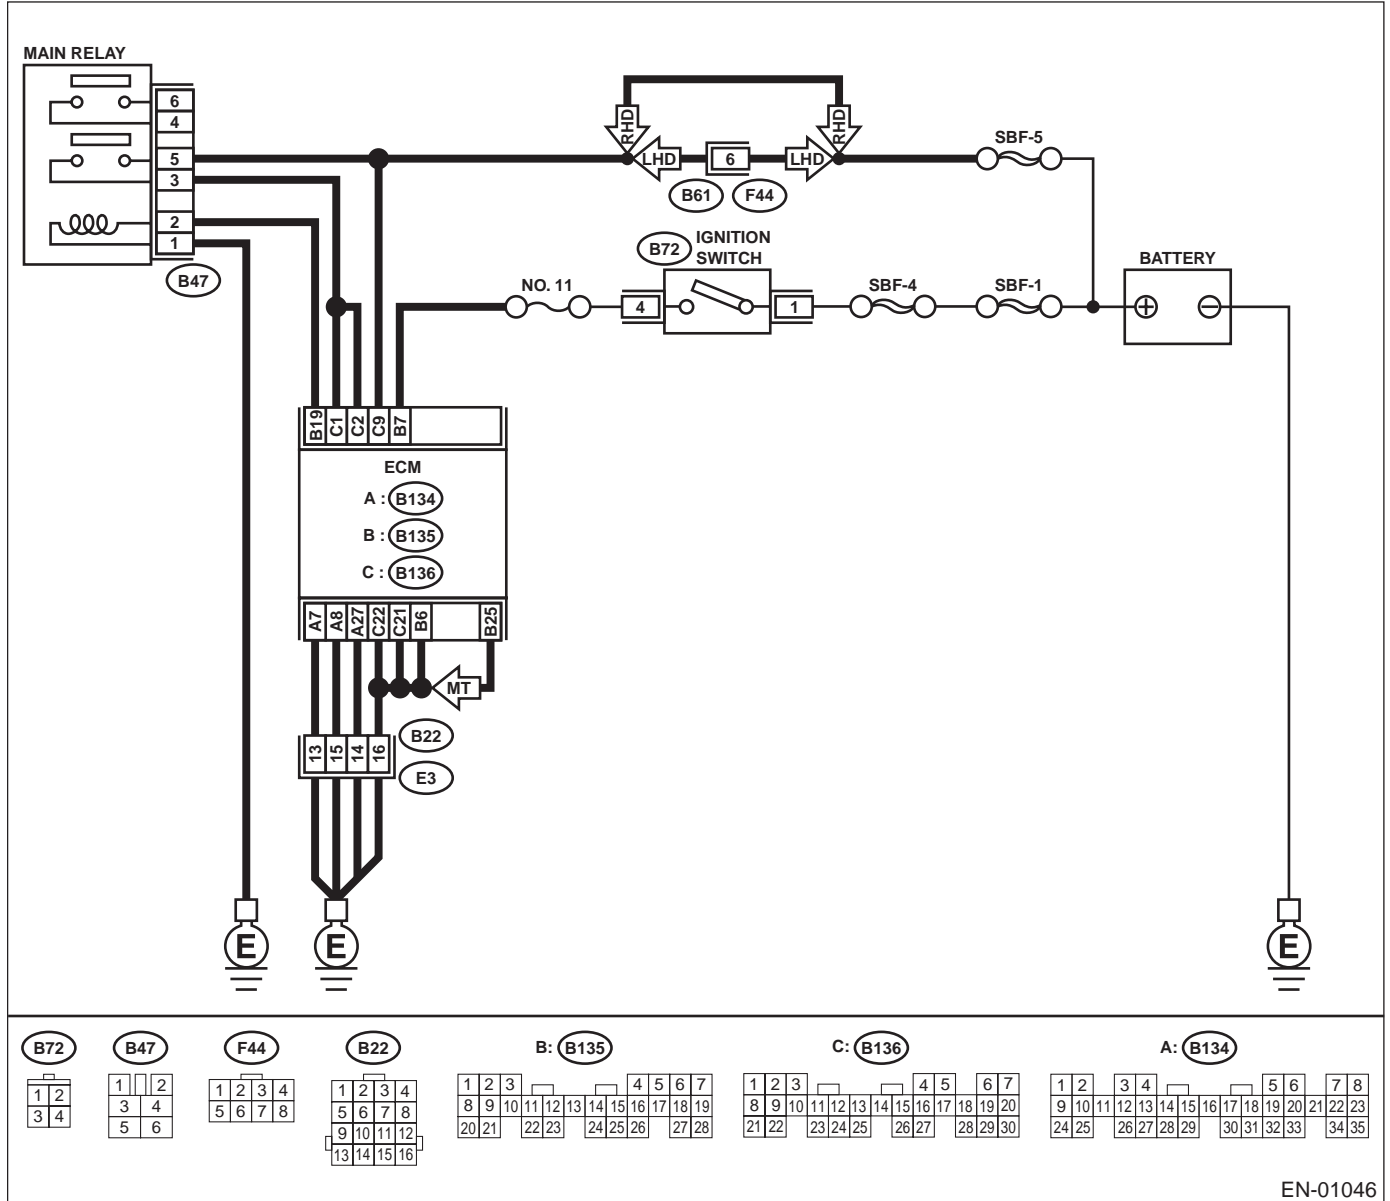 MAIN RELAY
6
4
5
3
2
1
B47
RHD
RHD
LHD
6
LHD
B61
F44
SBF-5
B72
IGNITION
SWITCH
NO. 11
4
1
SBF-4
SBF-1
BATTERY
B19
C1
C2
C9
B7
ECM
A : B134
B : B135
C : B136
A7
A8
A27
C22
C21
B6
B25
MT
13
15
14
16
B22
E3
E
E
E
B72
1 2
3 4
B47
1 2
3 4
5 6
F44
1 2 3 4
5 6 7 8
B22
1 2 3 4
5 6 7 8
9 10 11 12
13 14 15 16
B: B135
1 2 3 4 5 6 7
8 9 10 11 12 13 14 15 16 17 18 19
20 21 22 23 24 25 26 27 28
C: B136
1 2 3 4 5 6 7
8 9 10 11 12 13 14 15 16 17 18 19 20
21 22 23 24 25 26 27 28 29 30
A: B134
1 2 3 4 5 6 7 8
9 10 11 12 13 14 15 16 17 18 19 20 21 22 23
24 25 26 27 28 29 30 31 32 33 34 35
EN-01046